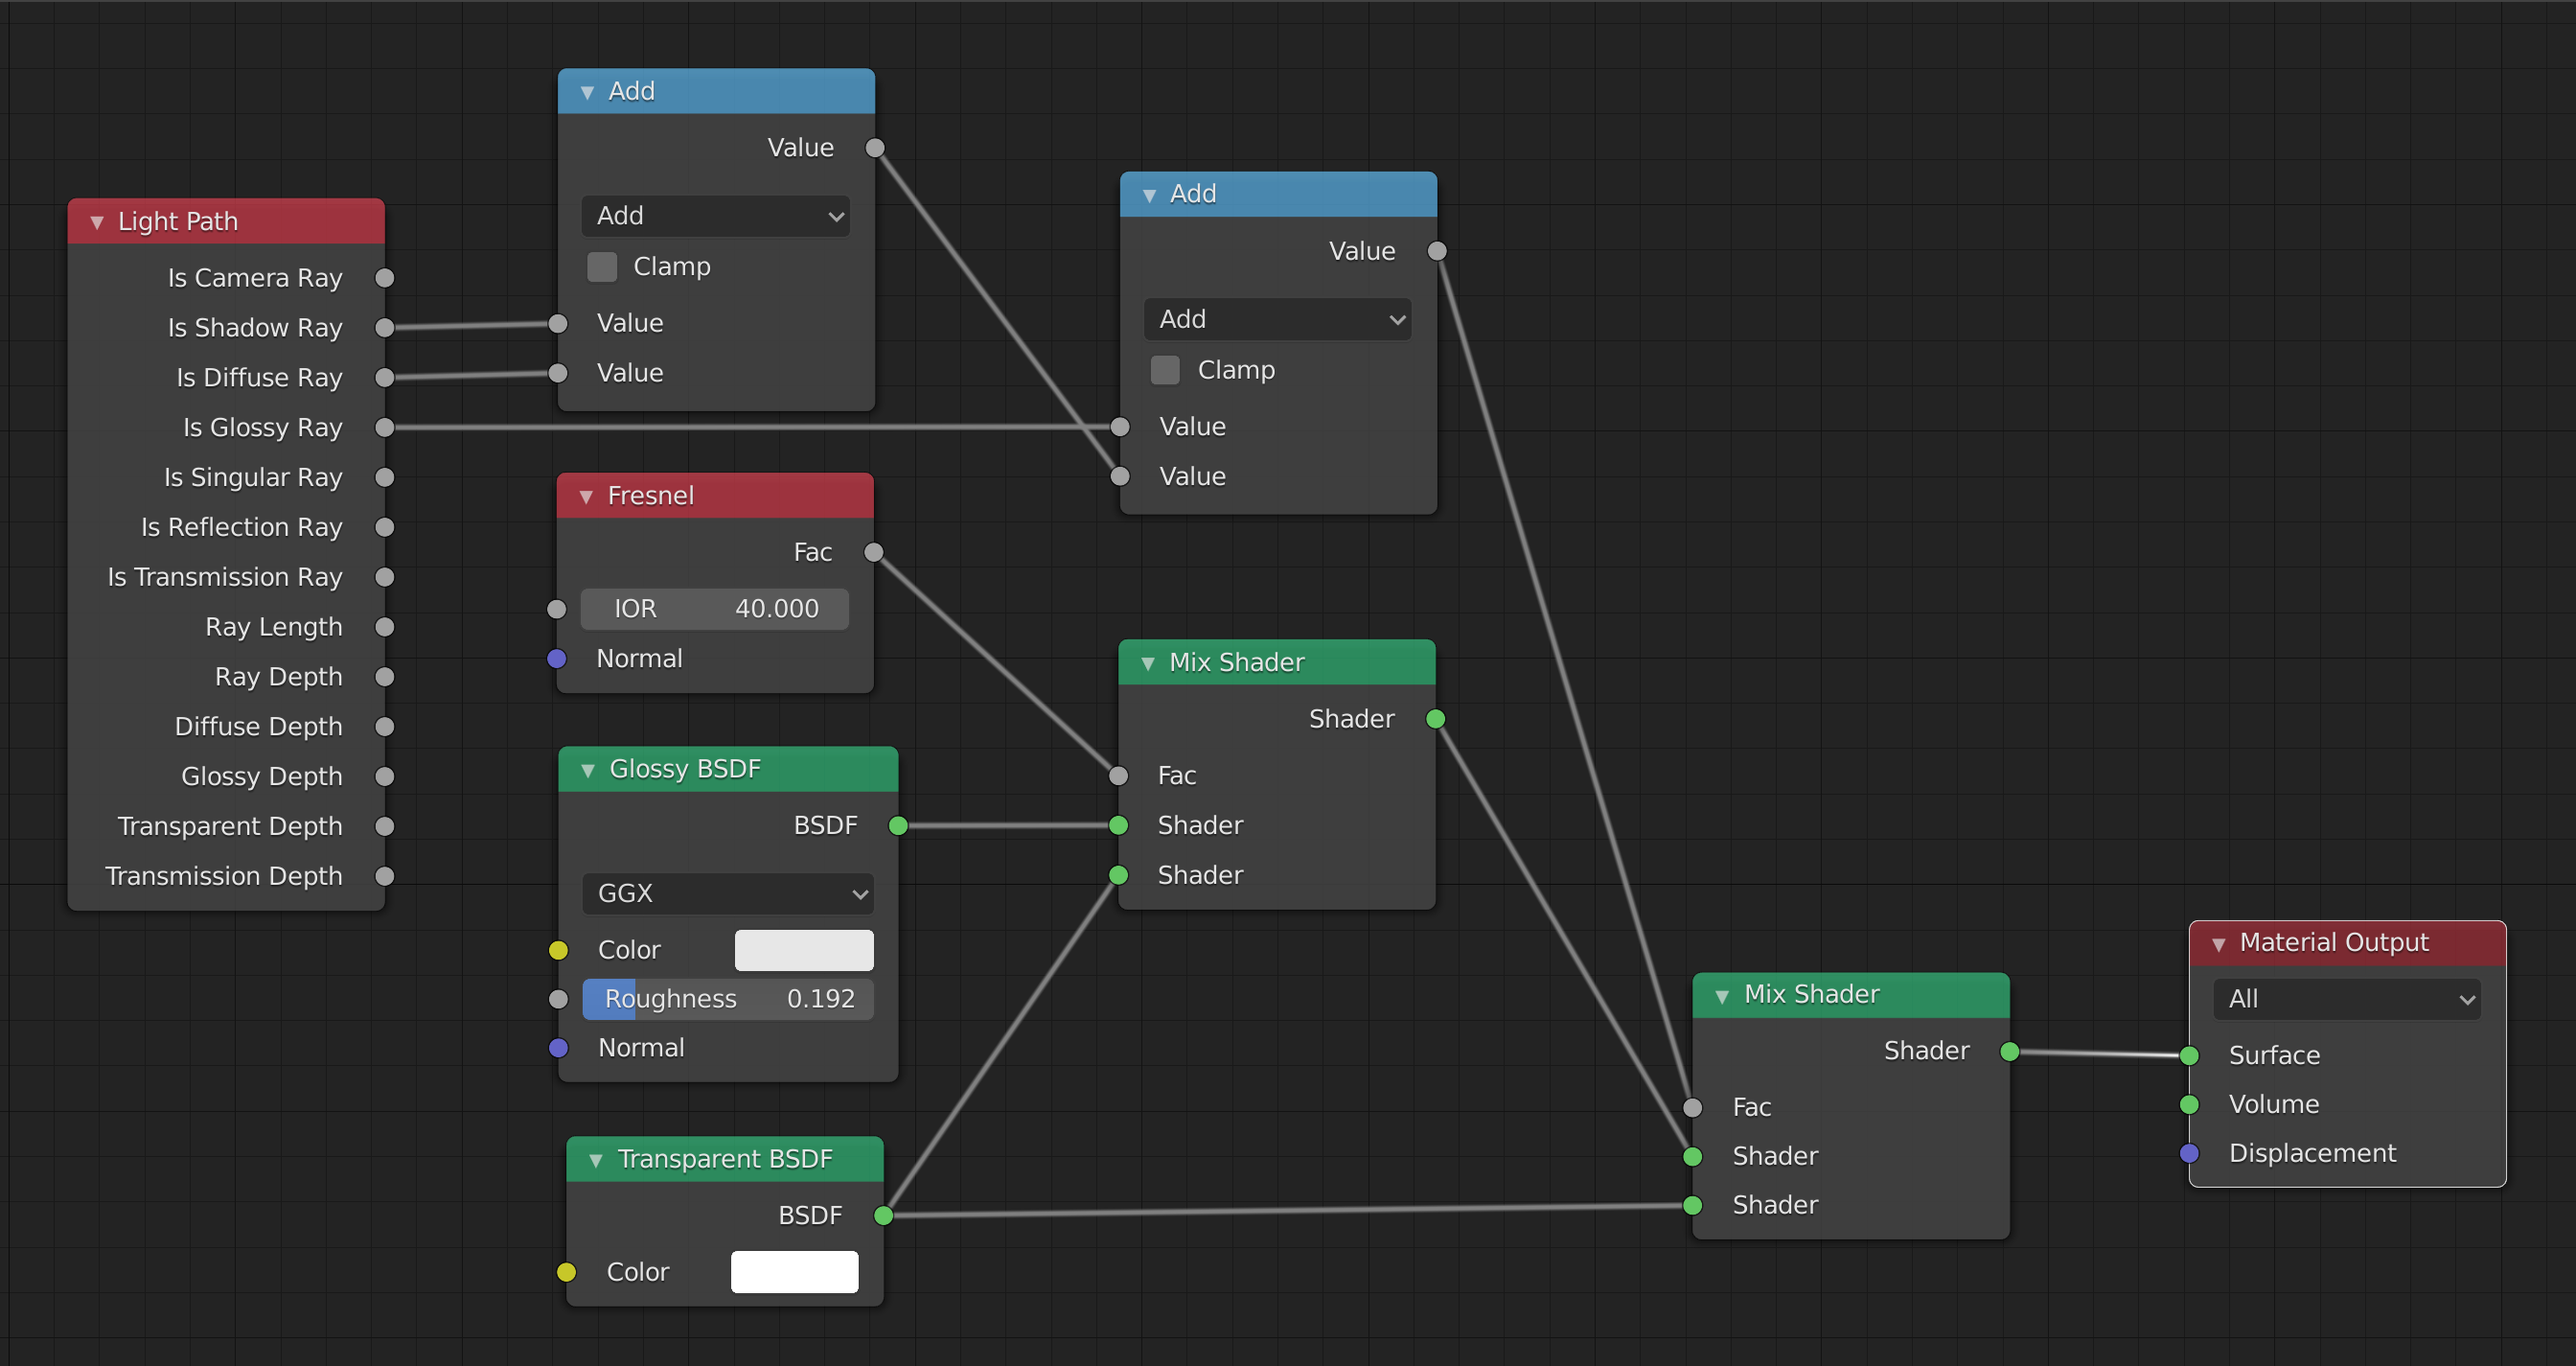 Light Path
Is Camera Ray
Is Shadow Ray
Is Diffuse Ray
Is Glossy Ray
Is Singular Ray
Is Reflection Ray
Is Transmission Ray
Ray Length
Ray Depth
Diffuse Depth
Glossy Depth
Transparent Depth
Transmission Depth
Add
Value
Add
Clamp
Value
Value
Fresnel
Fac
IOR 40.000
Normal
Glossy BSDF
BSDF
GGX
Color
Roughness 0.192
Normal
Transparent BSDF
BSDF
Color
Add
Value
Add
Clamp
Value
Value
Mix Shader
Shader
Fac
Shader
Shader
Mix Shader
Shader
Fac
Shader
Shader
Material Output
All
Surface
Volume
Displacement